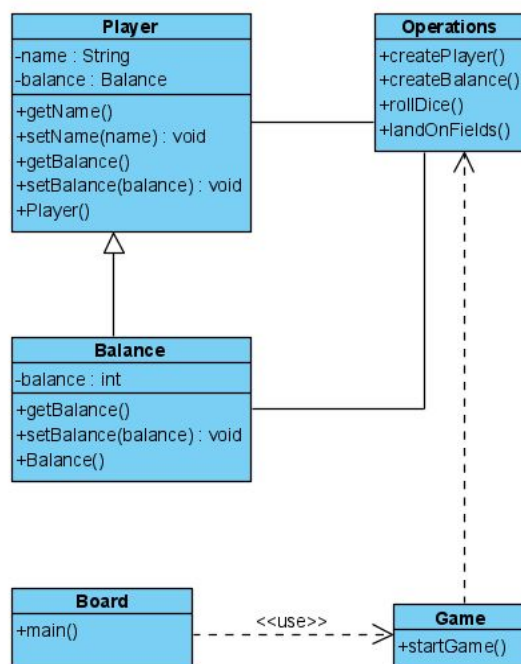 Player
-name : String
-balance : Balance
+getName()
+setName(name) : void
+getBalance()
+setBalance(balance) : void
+Player()
Operations
+createPlayer()
+createBalance()
+rollDice()
+landOnFields()
Balance
-balance : int
+getBalance()
+setBalance(balance) : void
+Balance()
Board
+main()
<<use>>
Game
+startGame()